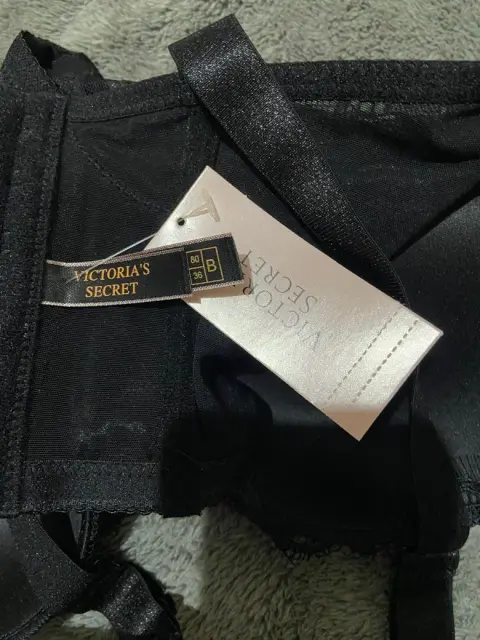 VICTORIA'S
SECRET
80
36
B
VICTORIA
SECRET